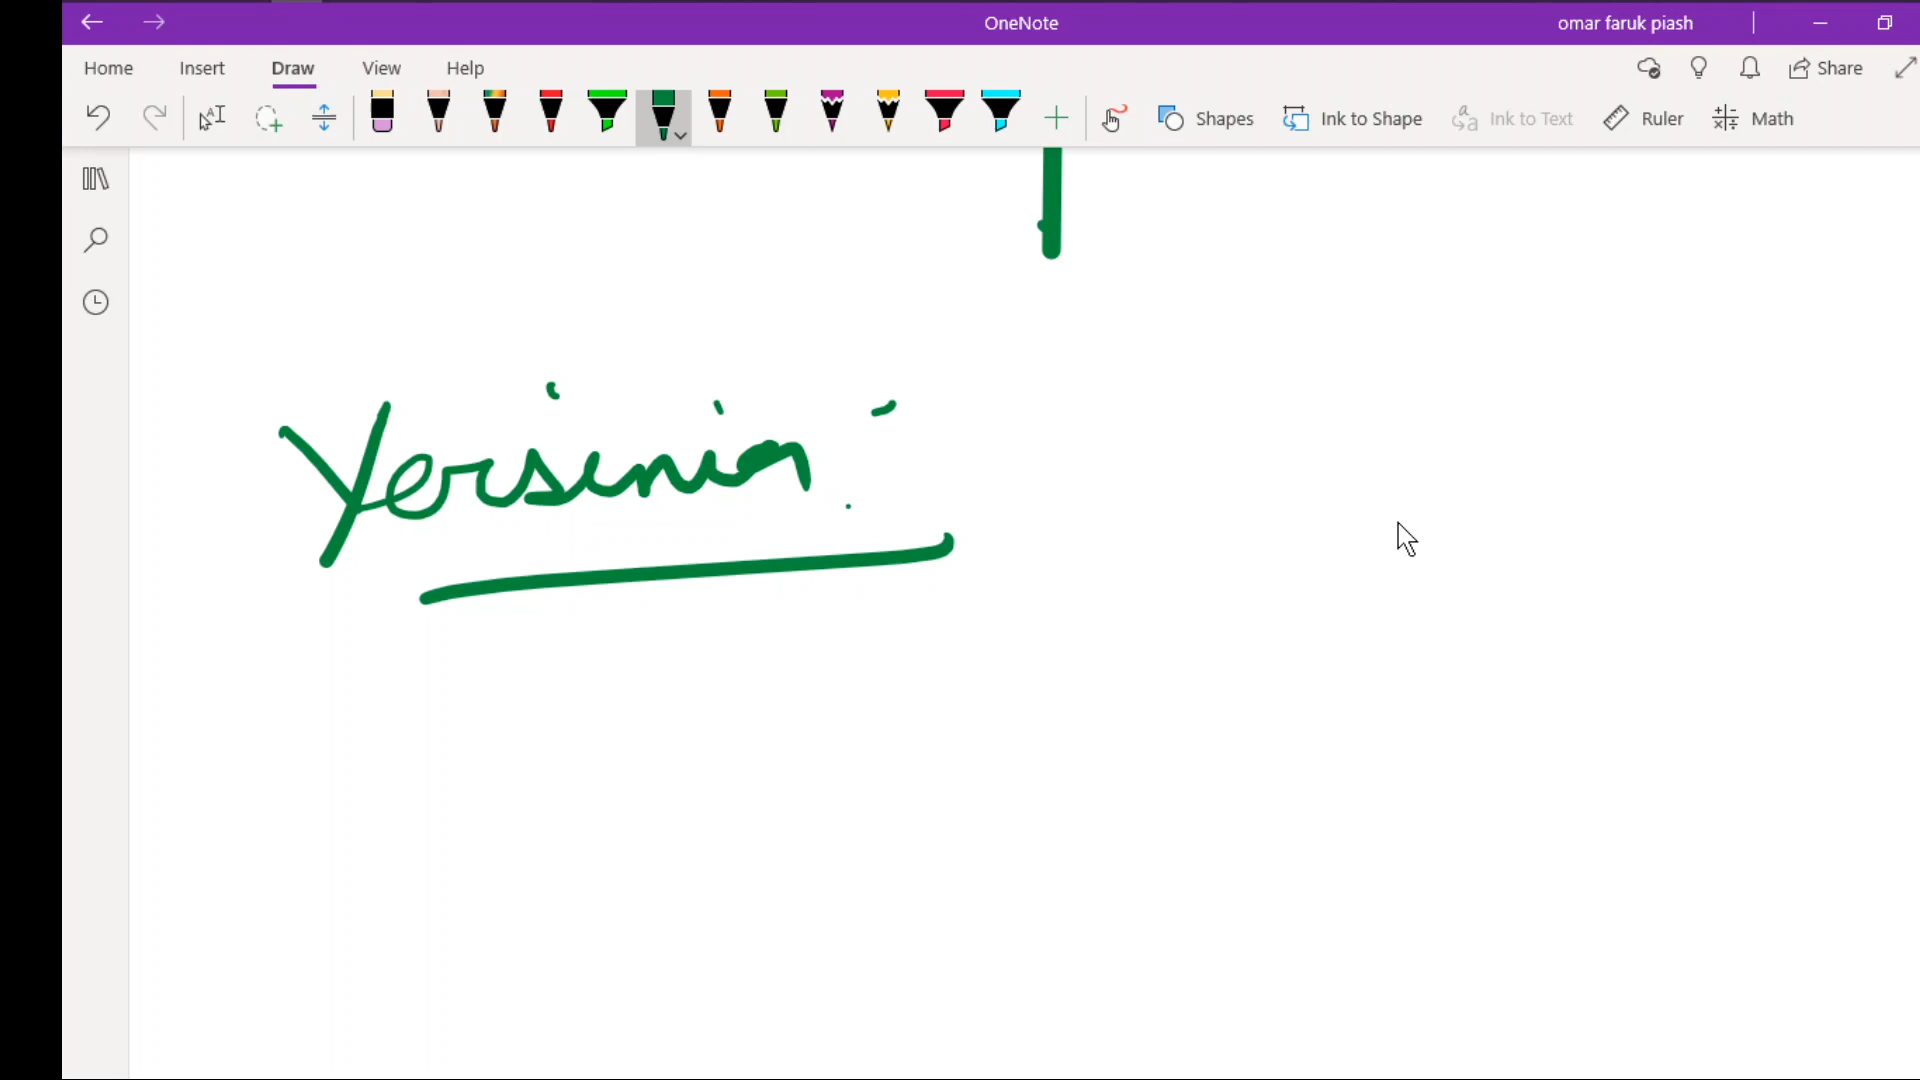 OneNote
omar faruk piash
Home Insert Draw View Help
Share
Shapes Ink to Shape Ink to Text Ruler Math
Yersinia